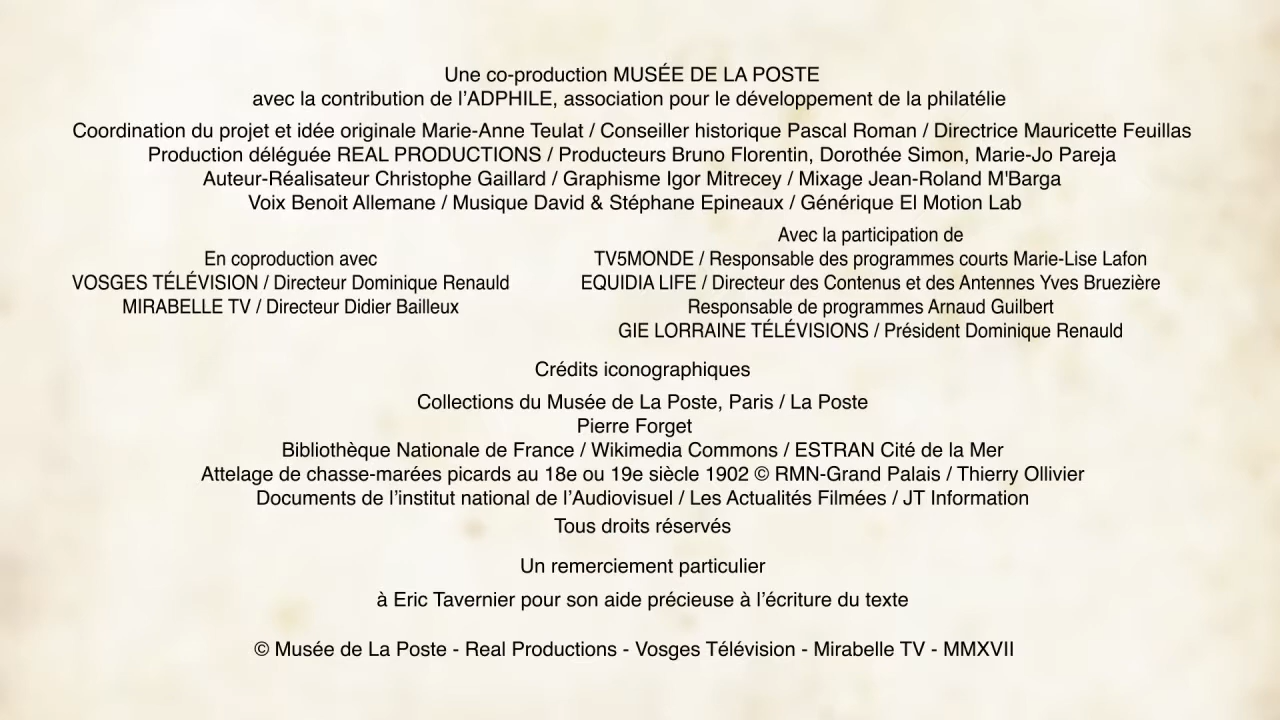 Une co-production MUSÉE DE LA POSTE
avec la contribution de l’ADPHILE, association pour le développement de la philatélie
Coordination du projet et idée originale Marie-Anne Teulat / Conseiller historique Pascal Roman / Directrice Mauricette Feuillas
Production déléguée REAL PRODUCTIONS / Producteurs Bruno Florentin, Dorothée Simon, Marie-Jo Pareja
Auteur-Réalisateur Christophe Gaillard / Graphisme Igor Mitrecey / Mixage Jean-Roland M'Barga
Voix Benoit Allemane / Musique David & Stéphane Epineaux / Générique El Motion Lab
En coproduction avec
VOSGES TÉLÉVISION / Directeur Dominique Renauld
MIRABELLE TV / Directeur Didier Bailleux
Avec la participation de
TV5MONDE / Responsable des programmes courts Marie-Lise Lafon
EQUIDIA LIFE / Directeur des Contenus et des Antennes Yves Bruezière
Responsable de programmes Arnaud Guilbert
GIE LORRAINE TÉLÉVISIONS / Président Dominique Renauld
Crédits iconographiques
Collections du Musée de La Poste, Paris / La Poste
Pierre Forget
Bibliothèque Nationale de France / Wikimedia Commons / ESTRAN Cité de la Mer
Attelage de chasse-marées picards au 18e ou 19e siècle 1902 © RMN-Grand Palais / Thierry Ollivier
Documents de l’institut national de l’Audiovisuel / Les Actualités Filmées / JT Information
Tous droits réservés
Un remerciement particulier
à Eric Tavernier pour son aide précieuse à l’écriture du texte
© Musée de La Poste - Real Productions - Vosges Télévision - Mirabelle TV - MMXVII